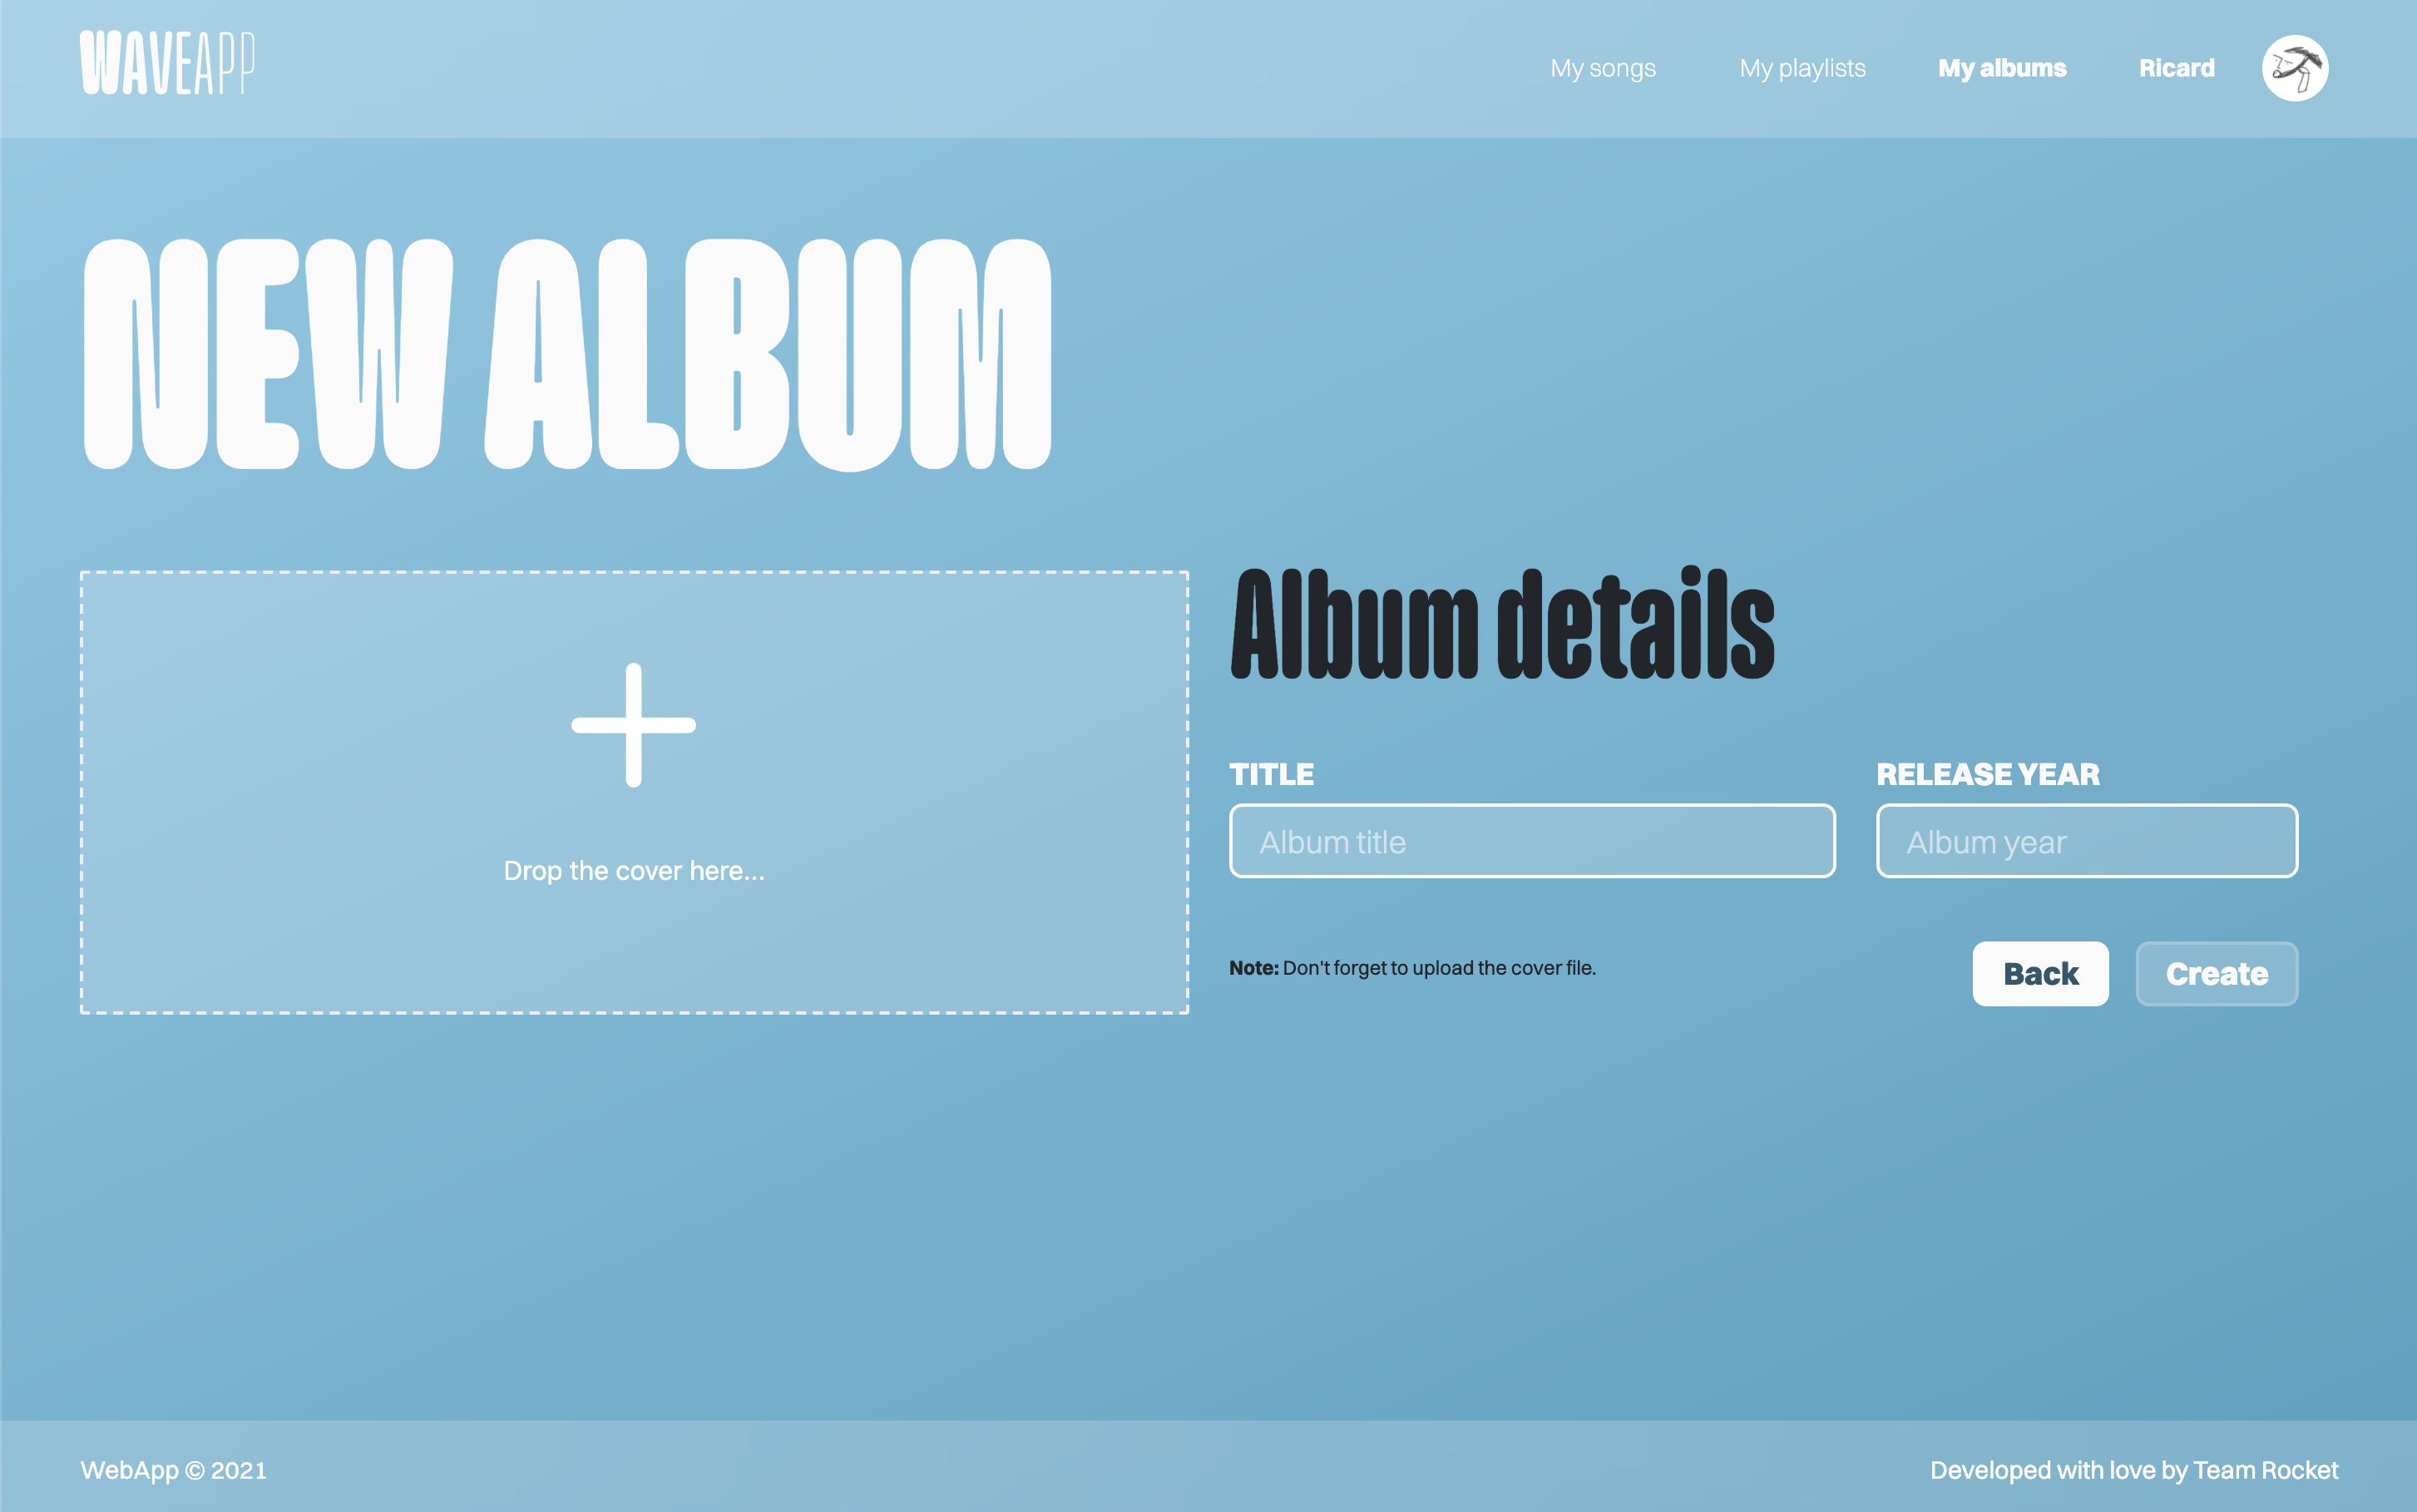 WAVEAPP
My songs
My playlists
My albums
Ricard
NEW ALBUM
Drop the cover here...
Album details
TITLE
RELEASE YEAR
Album title
Album year
Note: Don't forget to upload the cover file.
Back
Create
WebApp © 2021
Developed with love by Team Rocket